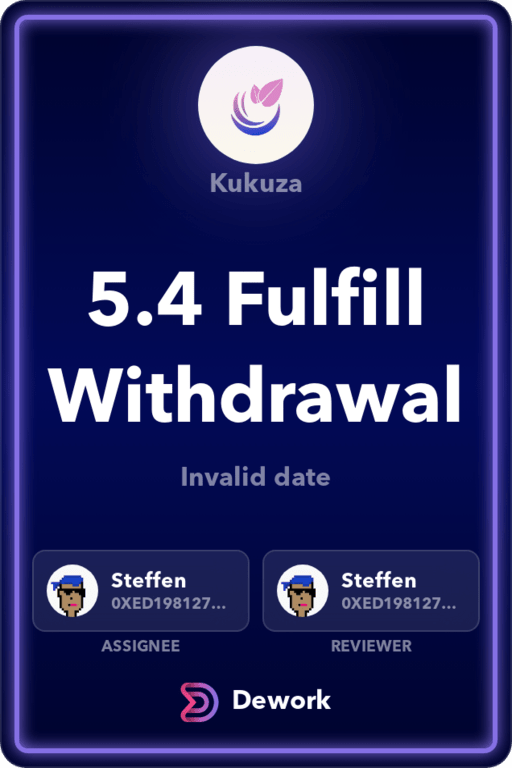 Kukuza
5.4 Fulfill
Withdrawal
Invalid date
Steffen
0XED198127...
ASSIGNEE
Steffen
0XED198127...
REVIEWER
Dework